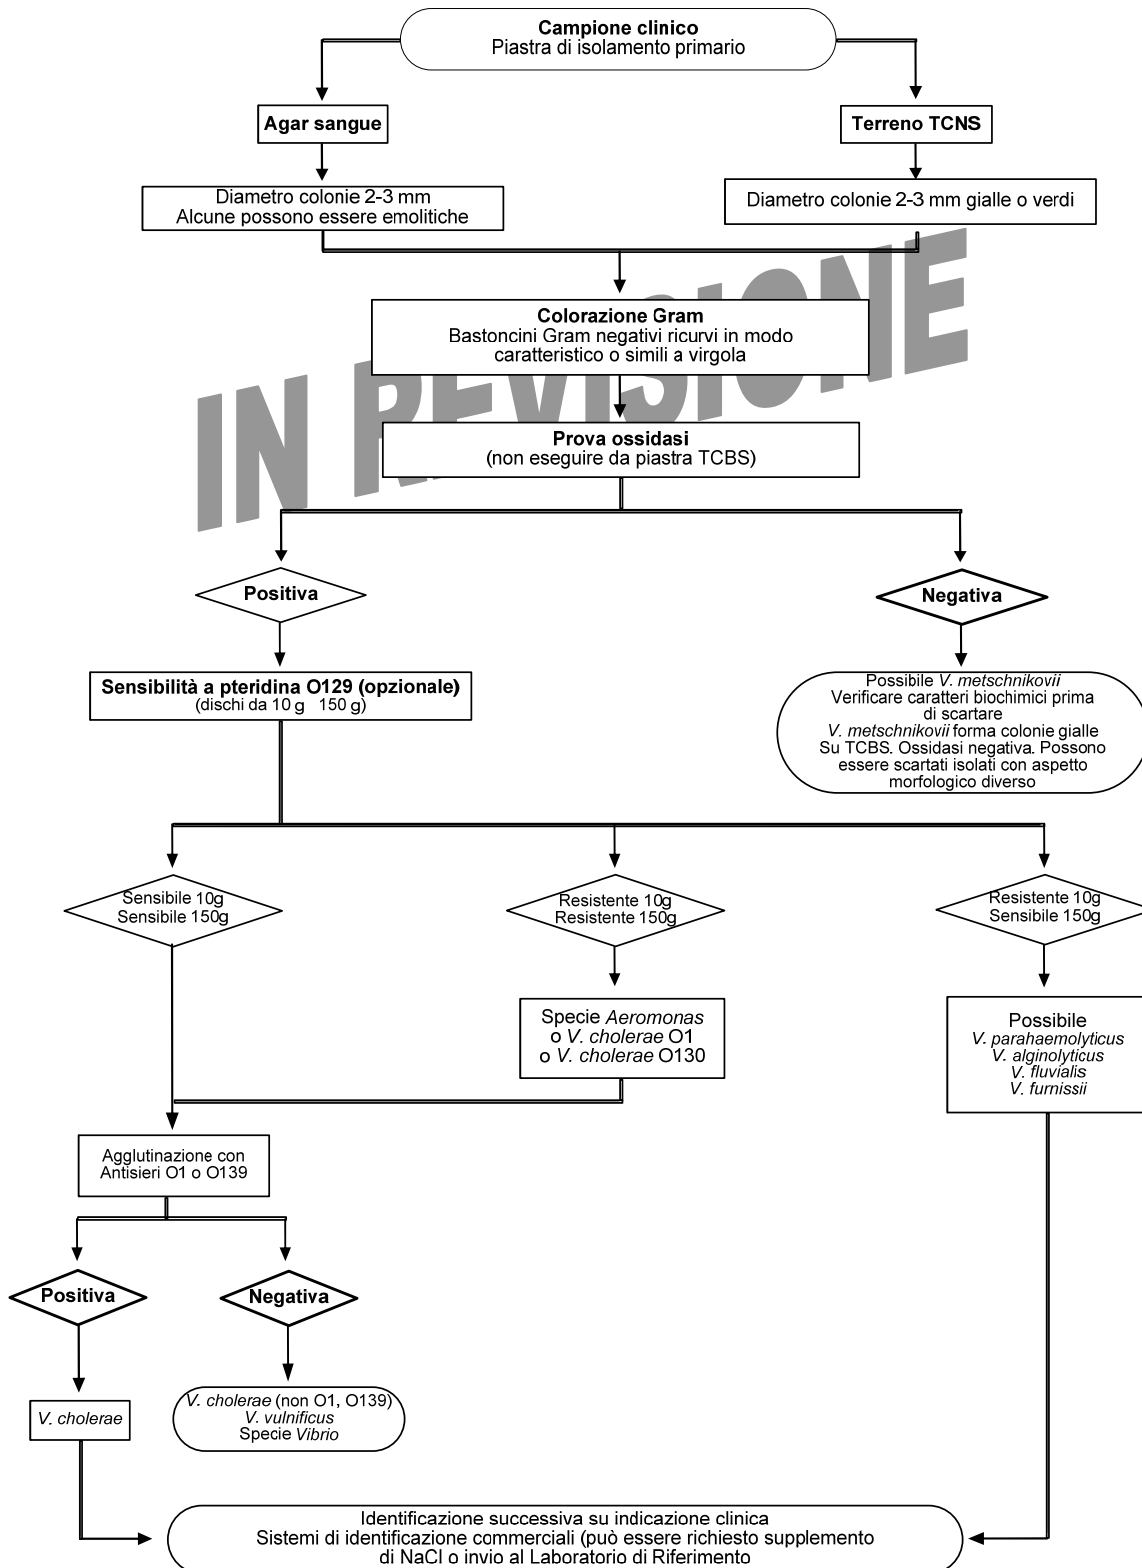 Campione clinico
Piastra di isolamento primario
Agar sangue
Terreno TCNS
Diametro colonie 2-3 mm
Alcune possono essere emolitiche
Diametro colonie 2-3 mm gialle o verdi
IN REVISIONE
Colorazione Gram
Bastoncini Gram negativi ricurvi in modo
caratteristico o simili a virgola
Prova ossidasi
(non eseguire da piastra TCBS)
Positiva
Negativa
Sensibilità a pteridina O129 (opzionale)
(dischi da 10 g 150 g)
Possibile V. metschnikovii
Verificare caratteri biochimici prima
di scartare
V. metschnikovii forma colonie gialle
Su TCBS. Ossidasi negativa. Possono
essere scartati isolati con aspetto
morfologico diverso
Sensibile 10g
Sensibile 150g
Resistente 10g
Resistente 150g
Resistente 10g
Sensibile 150g
Specie Aeromonas
o V. cholerae O1
o V. cholerae O130
Possibile
V. parahaemolyticus
V. alginolyticus
V. fluvialis
V. furnissii
Agglutinazione con
Antisieri O1 o O139
Positiva
Negativa
V. cholerae
V. cholerae (non O1, O139)
V. vulnificus
Specie Vibrio
Identificazione successiva su indicazione clinica
Sistemi di identificazione commerciali (può essere richiesto supplemento
di NaCl o invio al Laboratorio di Riferimento